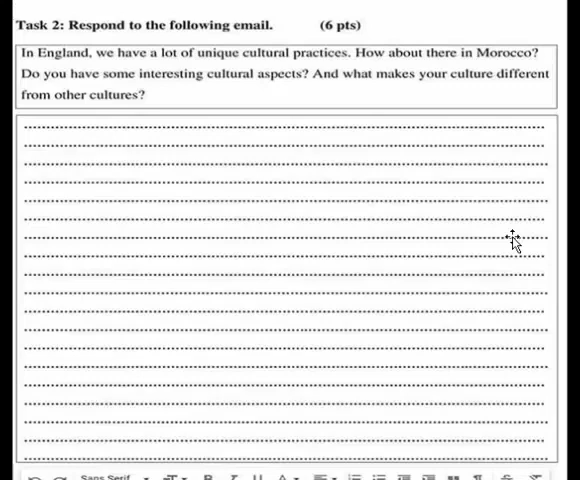 Task 2: Respond to the following email. (6 pts)
In England, we have a lot of unique cultural practices. How about there in Morocco?
Do you have some interesting cultural aspects? And what makes your culture different
from other cultures?
Sans Serif